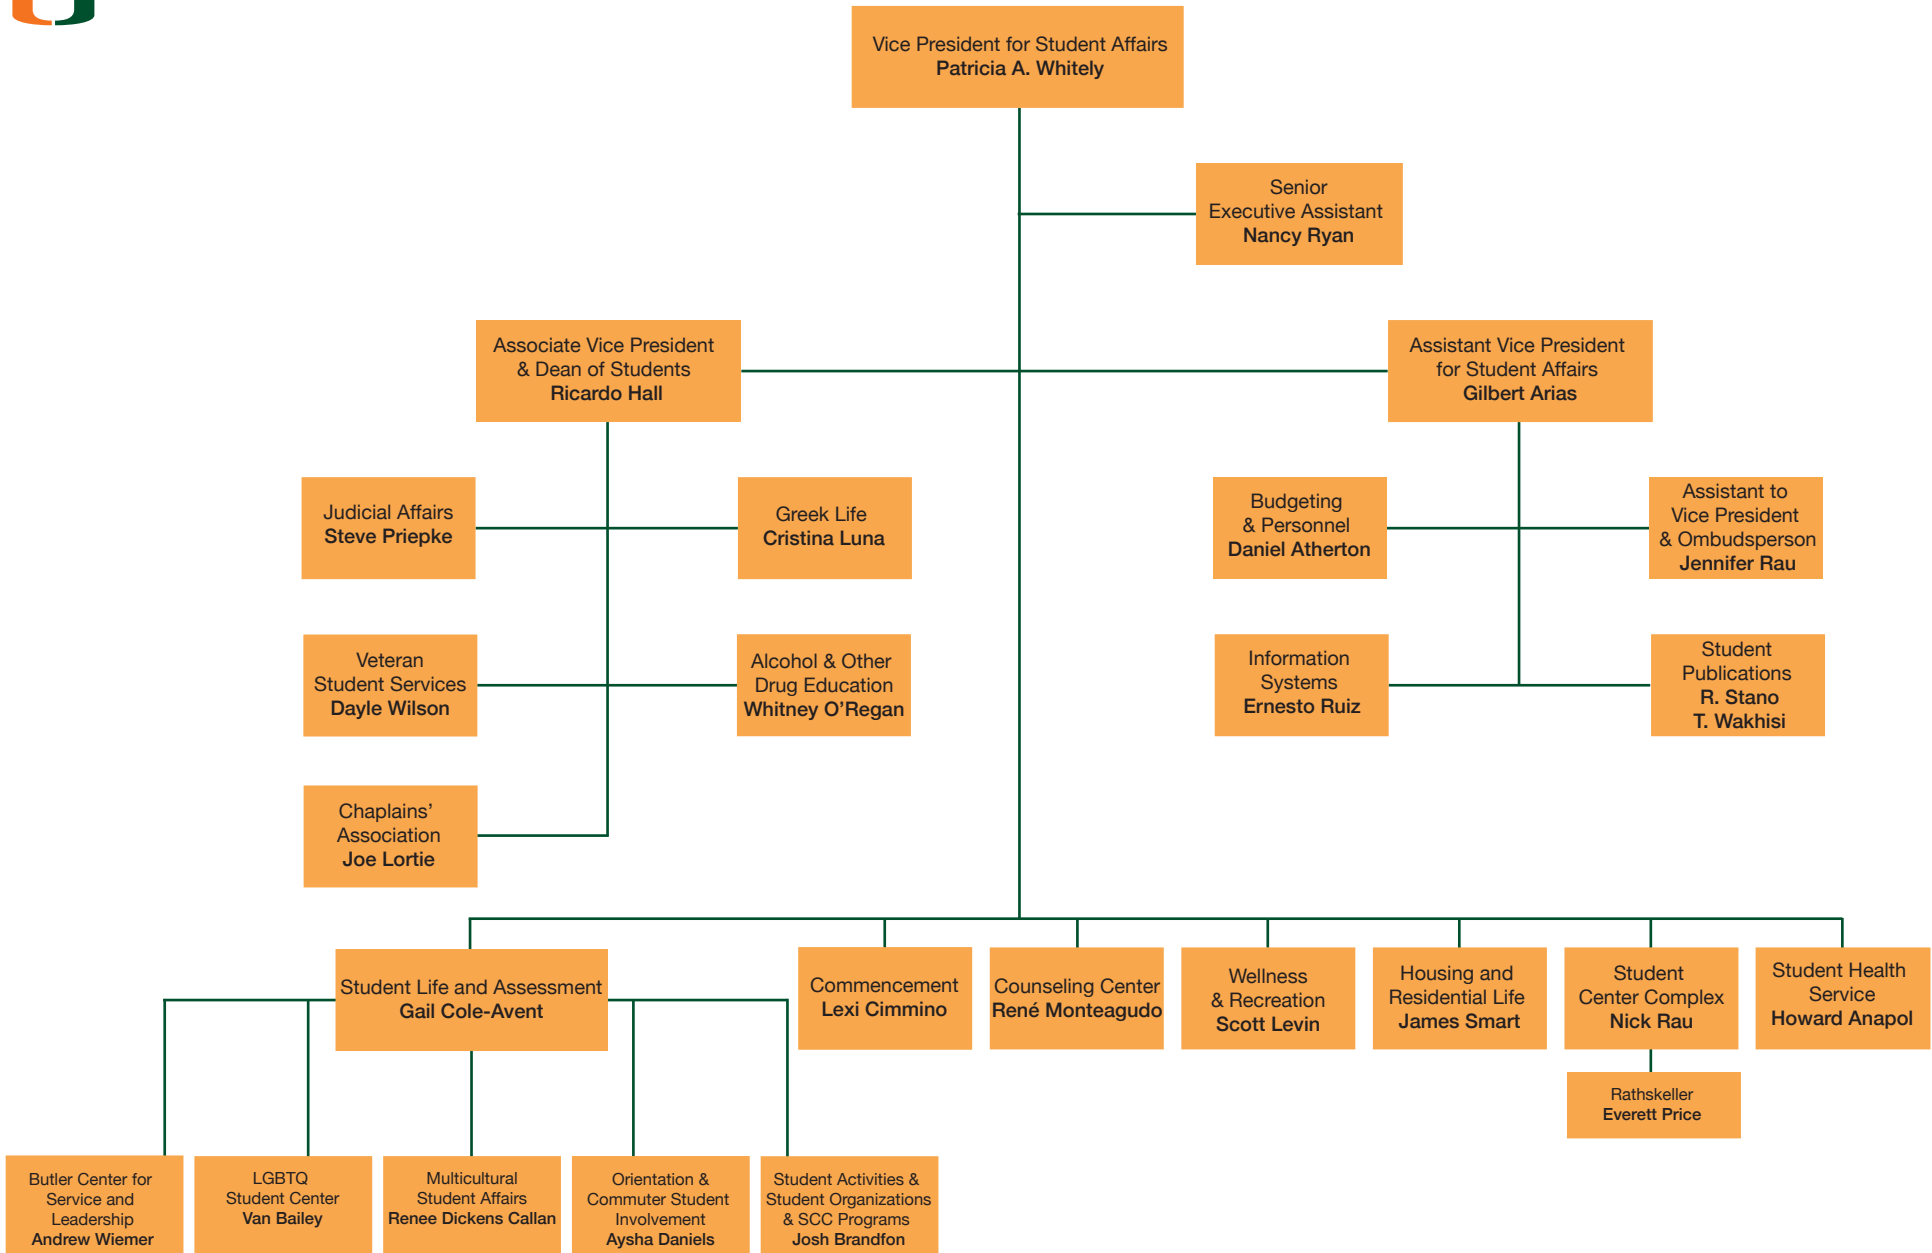 Vice President for Student Affairs
Patricia A. Whitely
Senior
Executive Assistant
Nancy Ryan
Associate Vice President
& Dean of Students
Ricardo Hall
Assistant Vice President
for Student Affairs
Gilbert Arias
Judicial Affairs
Steve Priepke
Greek Life
Cristina Luna
Budgeting
& Personnel
Daniel Atherton
Assistant to
Vice President
& Ombudsperson
Jennifer Rau
Veteran
Student Services
Dayle Wilson
Alcohol & Other
Drug Education
Whitney O’Regan
Information
Systems
Ernesto Ruiz
Student
Publications
R. Stano
T. Wakhisi
Chaplains’
Association
Joe Lortie
Student Life and Assessment
Gail Cole-Avent
Commencement
Lexi Cimmino
Counseling Center
René Monteagudo
Wellness
& Recreation
Scott Levin
Housing and
Residential Life
James Smart
Student
Center Complex
Nick Rau
Student Health
Service
Howard Anapol
Rathskeller
Everett Price
Butler Center for
Service and
Leadership
Andrew Wiemer
LGBTQ
Student Center
Van Bailey
Multicultural
Student Affairs
Renee Dickens Callan
Orientation &
Commuter Student
Involvement
Aysha Daniels
Student Activities &
Student Organizations
& SCC Programs
Josh Brandfon